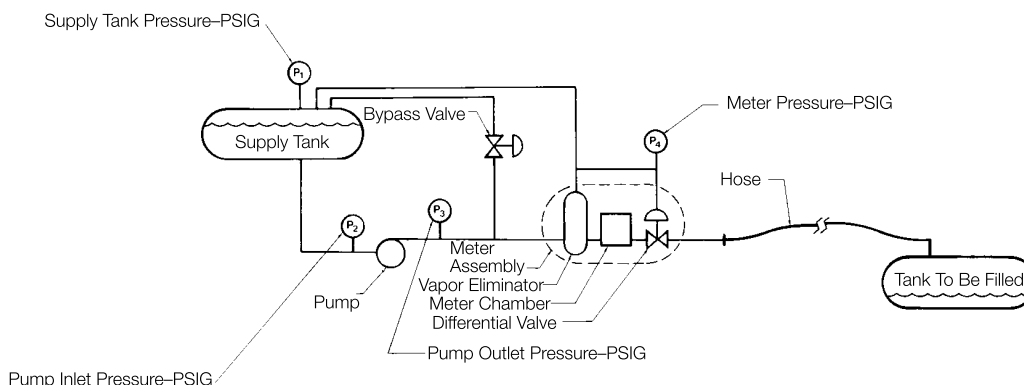 Supply Tank Pressure–PSIG
P1
Meter Pressure–PSIG
Bypass Valve
Supply Tank
P4
Hose
P3
P2
Meter
Assembly
Vapor Eliminator
Meter Chamber
Differential Valve
Tank To Be Filled
Pump
Pump Outlet Pressure–PSIG
Pump Inlet Pressure–PSIG